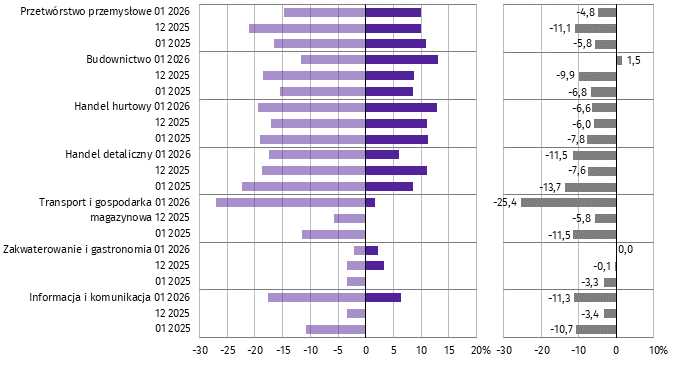 Przetwórstwo przemysłowe 01 2026 -4,8
12 2025 -11,1
01 2025 -5,8
Budownictwo 01 2026 1,5
12 2025 -9,9
01 2025 -6,8
Handel hurtowy 01 2026 -6,6
12 2025 -6,0
01 2025 -7,8
Handel detaliczny 01 2026 -11,5
12 2025 -7,6
01 2025 -13,7
Transport i gospodarka 01 2026 -25,4
magazynowa 12 2025 -5,8
01 2025 -11,5
Zakwaterowanie i gastronomia 01 2026 0,0
12 2025 -0,1
01 2025 -3,3
Informacja i komunikacja 01 2026 -11,3
12 2025 -3,4
01 2025 -10,7
-30 -25 -20 -15 -10 -5 0 5 10 15 20% -30 -20 -10 0 10%